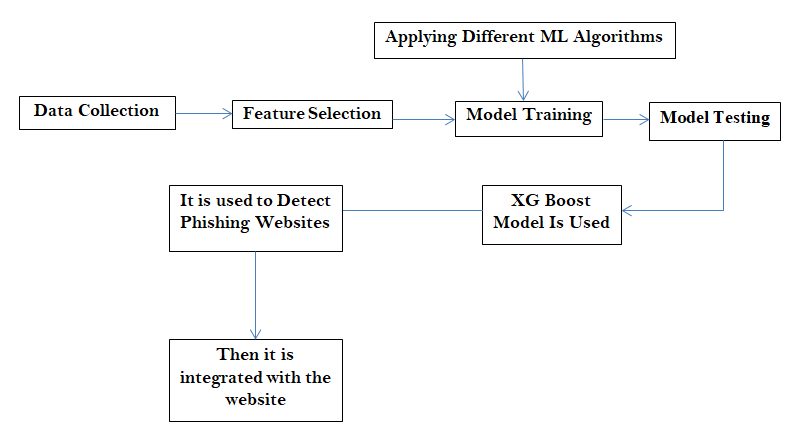 Applying Different ML Algorithms
Data Collection
Feature Selection
Model Training
Model Testing
XG Boost
Model Is Used
It is used to Detect
Phishing Websites
Then it is
integrated with the
website